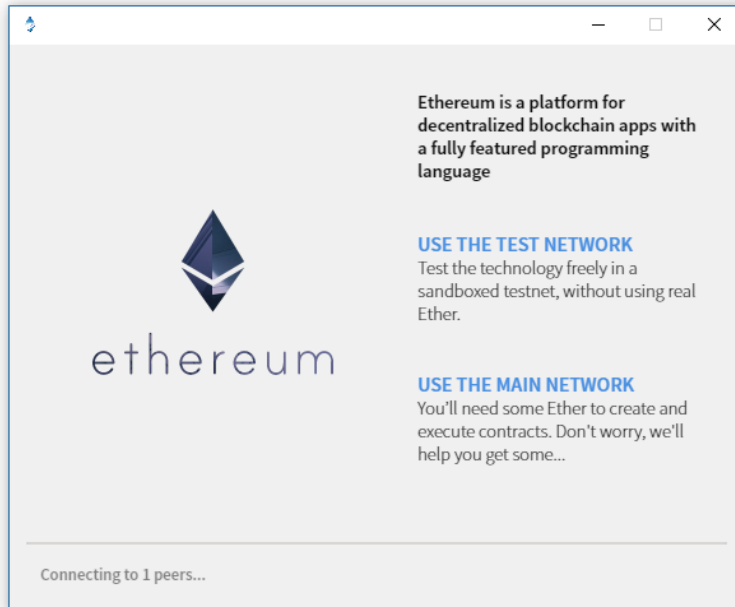 Ethereum is a platform for
decentralized blockchain apps with
a fully featured programming
language
USE THE TEST NETWORK
Test the technology freely in a
sandboxed testnet, without using real
Ether.
ethereum
USE THE MAIN NETWORK
You'll need some Ether to create and
execute contracts. Don't worry, we'll
help you get some...
Connecting to 1 peers...